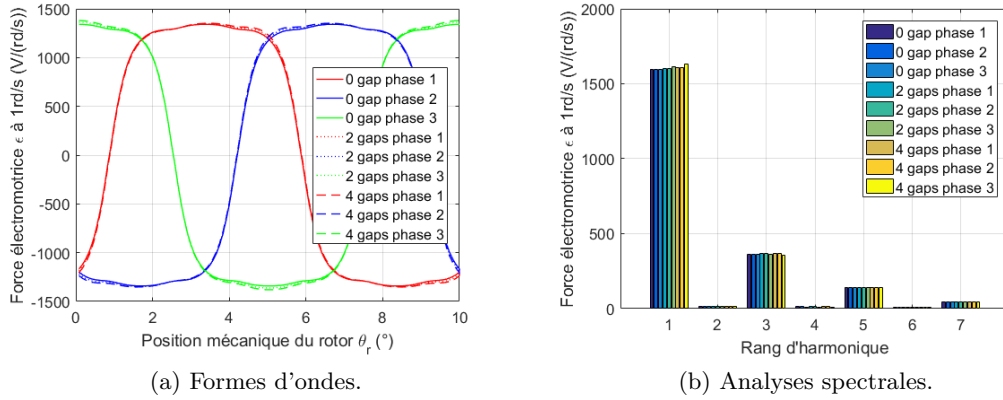 Force électromotrice ϵ à 1rd/s (V/(rd/s))
1500
1000
500
0
-500
-1000
-1500
0 2 4 6 8 10
Position mécanique du rotor θr (°)
0 gap phase 1
0 gap phase 2
0 gap phase 3
2 gaps phase 1
2 gaps phase 2
2 gaps phase 3
4 gaps phase 1
4 gaps phase 2
4 gaps phase 3
(a) Formes d'ondes.
Force électromotrice ϵ à 1rd/s (V/(rd/s))
2000
1500
1000
500
0
1 2 3 4 5 6 7
Rang d'harmonique
0 gap phase 1
0 gap phase 2
0 gap phase 3
2 gaps phase 1
2 gaps phase 2
2 gaps phase 3
4 gaps phase 1
4 gaps phase 2
4 gaps phase 3
(b) Analyses spectrales.